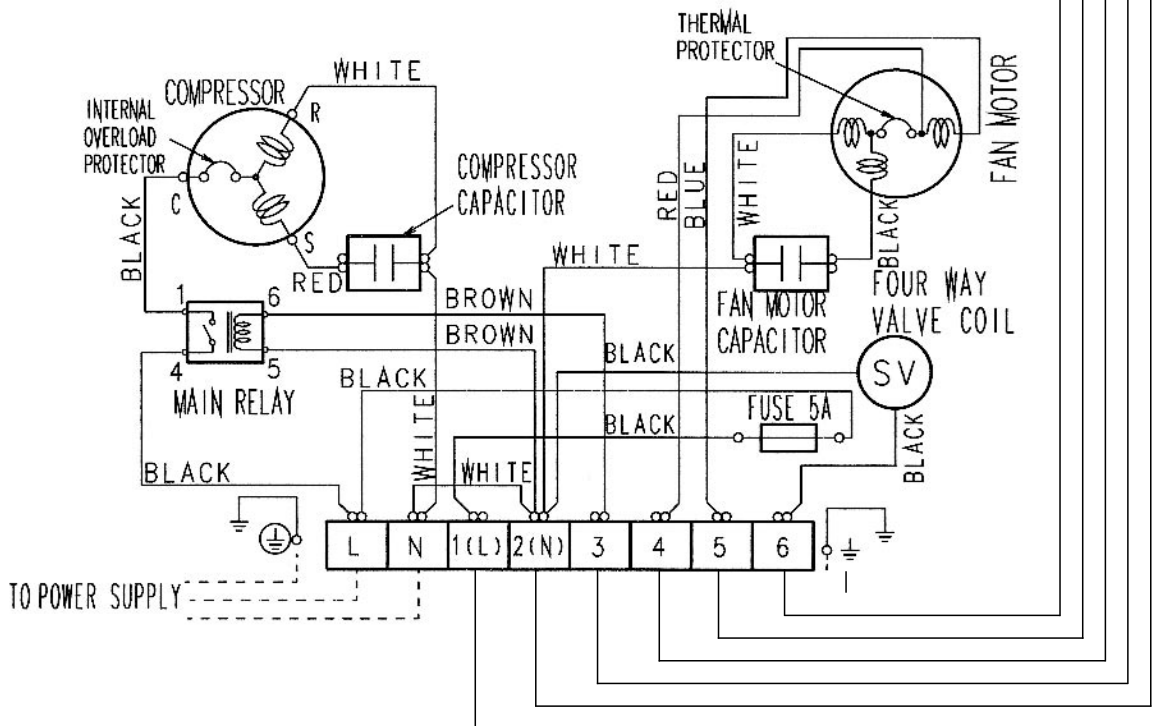 THERMAL
PROTECTOR
WHITE
COMPRESSOR
R
INTERNAL
OVERLOAD
PROTECTOR
C
S
BLACK
RED
COMPRESSOR
CAPACITOR
FAN MOTOR
WHITE
RED
BLUE
BLACK
WHITE
FAN MOTOR
CAPACITOR
FOUR WAY
VALVE COIL
SV
1
6
4
5
MAIN RELAY
BROWN
BROWN
BLACK
BLACK
FUSE 5A
BLACK
BLACK
WHITE
WHITE
BLACK
L
N
1(L)
2(N)
3
4
5
6
TO POWER SUPPLY